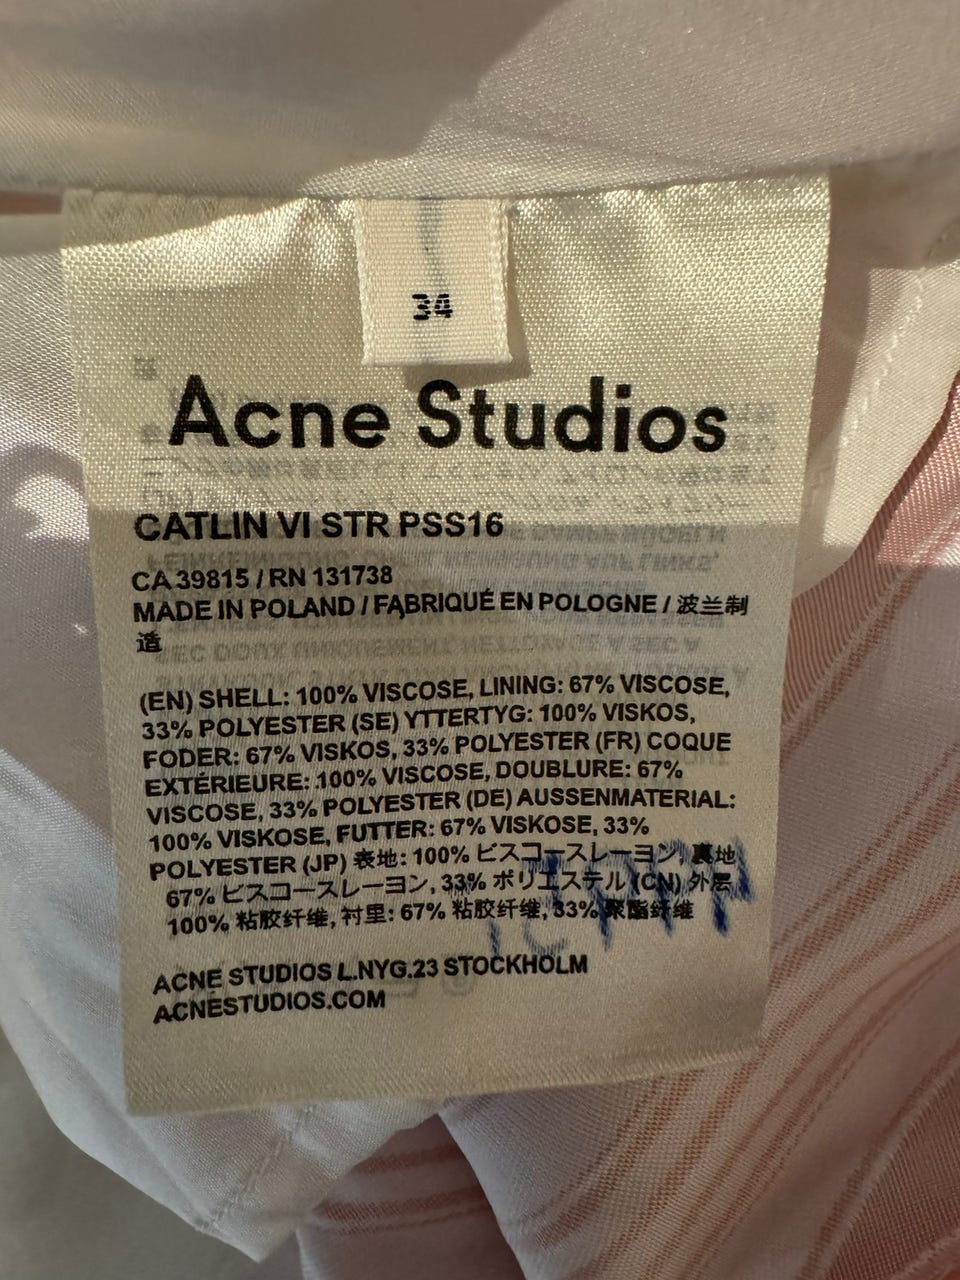 34
Acne Studios
CATLIN VI STR PSS16
CA 39815 / RN 131738
MADE IN POLAND / FABRIQUÉ EN POLOGNE / 波兰制
造
(EN) SHELL: 100% VISCOSE, LINING: 67% VISCOSE,
33% POLYESTER (SE) YTTERTYG: 100% VISKOS,
FODER: 67% VISKOS, 33% POLYESTER (FR) COQUE
EXTÉRIEURE: 100% VISCOSE, DOUBLURE: 67%
VISCOSE, 33% POLYESTER (DE) AUSSENMATERIAL:
100% VISKOSE, FUTTER: 67% VISKOSE, 33%
POLYESTER (JP) 表地: 100% ビスコースレーヨン, 裏地
67% ビスコースレーヨン, 33% ポリエステル (CN) 外层
100% 粘胶纤维, 衬里: 67% 粘胶纤维, 33% 聚酯纤维
ACNE STUDIOS L.NYG.23 STOCKHOLM
ACNESTUDIOS.COM